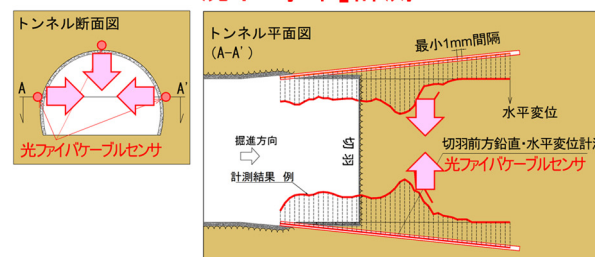 トンネル断面図
A
A'
光ファイバケーブルセンサ
トンネル平面図
(A-A')
最小1mm間隔
水平変位
掘進方向
切羽
計測結果 例
切羽前方鉛直・水平変位計測
光ファイバケーブルセンサ